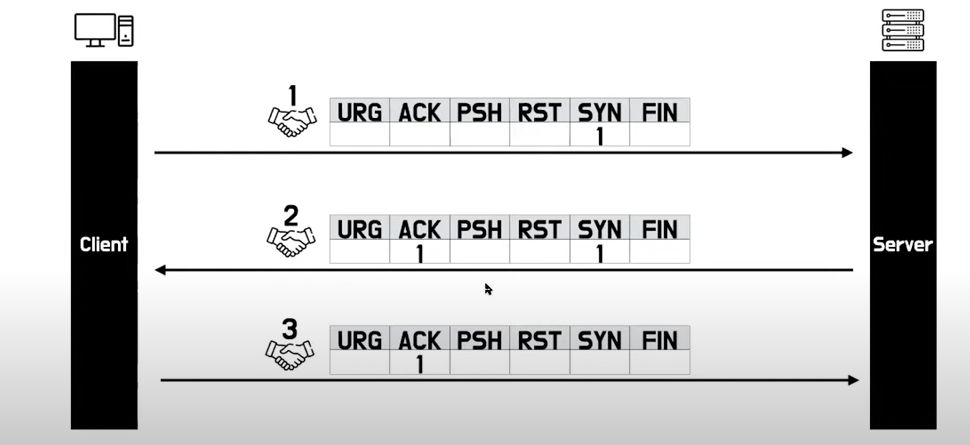 1
URG ACK PSH RST SYN FIN
1
2
URG ACK PSH RST SYN FIN
1 1
Client
Server
3
URG ACK PSH RST SYN FIN
1